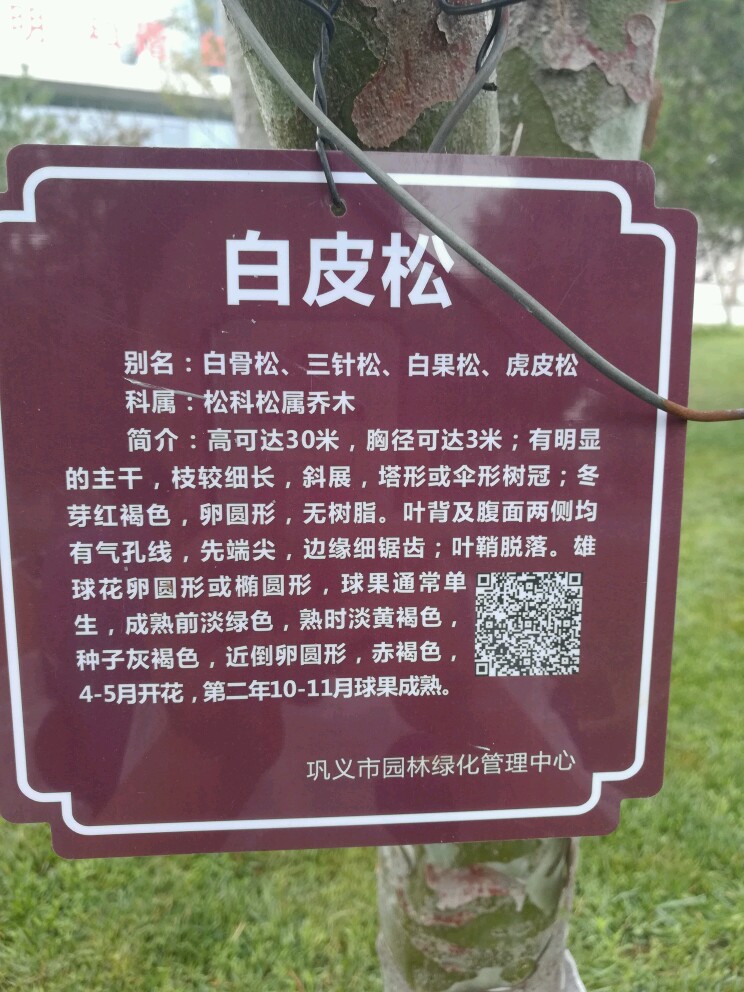 白皮松
别名：白骨松、三针松、白果松、虎皮松
科属：松科松属乔木
简介：高可达30米，胸径可达3米；有明显
的主干，枝较细长，斜展，塔形或伞形树冠；冬
芽红褐色，卵圆形，无树脂。叶背及腹面两侧均
有气孔线，先端尖，边缘细锯齿；叶鞘脱落。雄
球花卵圆形或椭圆形，球果通常单
生，成熟前淡绿色，熟时淡黄褐色，
种子灰褐色，近倒卵圆形，赤褐色，
4-5月开花，第二年10-11月球果成熟。
巩义市园林绿化管理中心